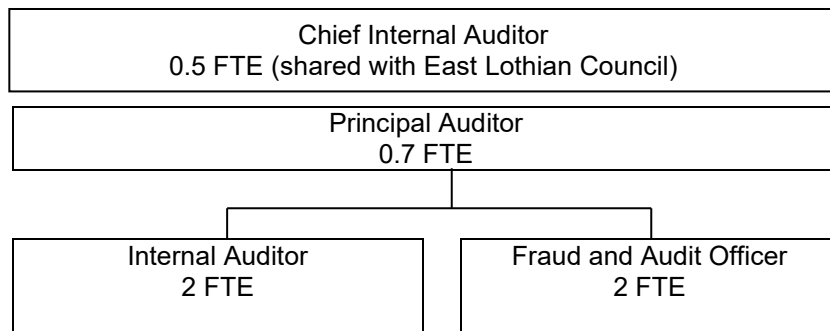 Chief Internal Auditor
0.5 FTE (shared with East Lothian Council)
Principal Auditor
0.7 FTE
Internal Auditor
2 FTE
Fraud and Audit Officer
2 FTE